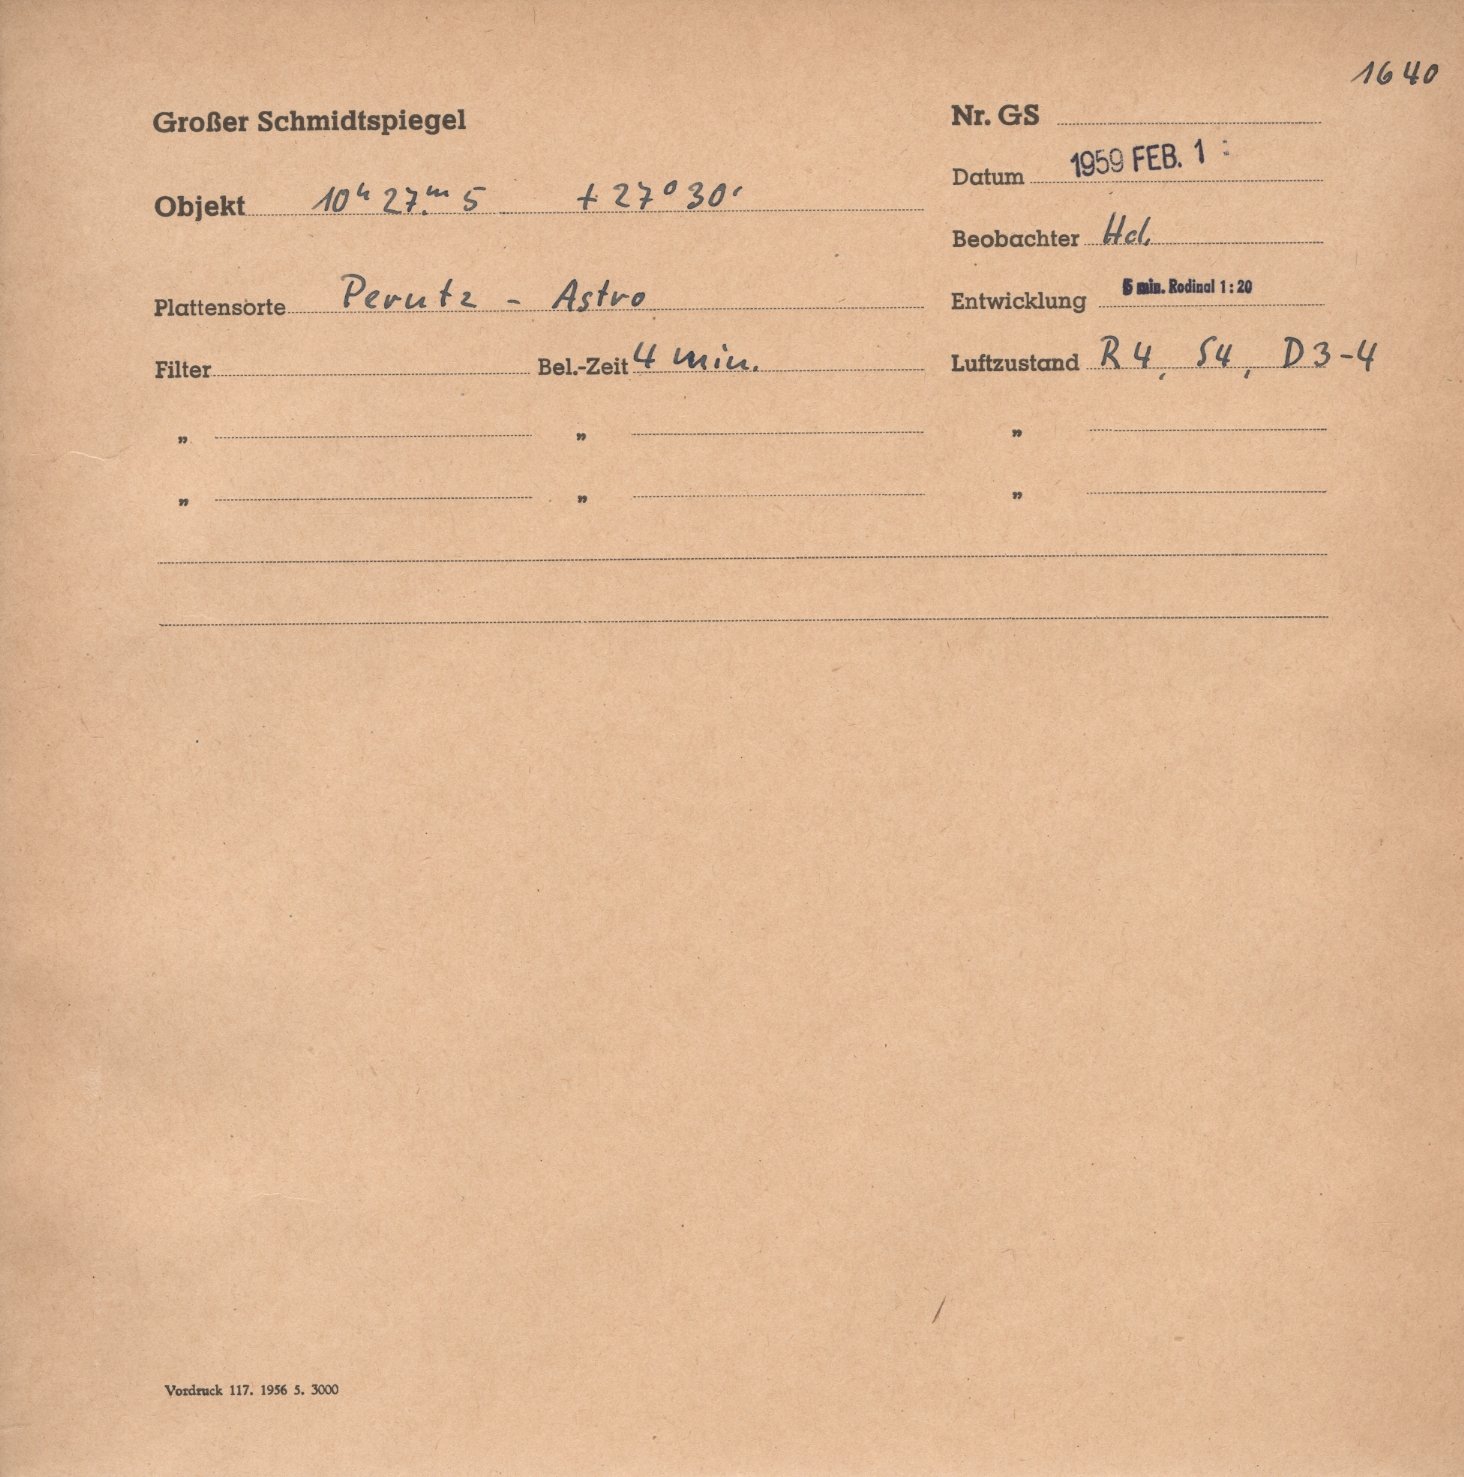 1640
Großer Schmidtspiegel
Nr. GS
Datum 1959 FEB. 1
Objekt 10h 27.m 5 + 27° 30'
Beobachter Hd.
Plattensorte Perutz - Astro
Entwicklung 5 min. Rodinal 1:20
Filter Bel.-Zeit 4 min. Luftzustand R4, S4, D3-4
" " "
" " "
Vordruck 117. 1956 5. 3000